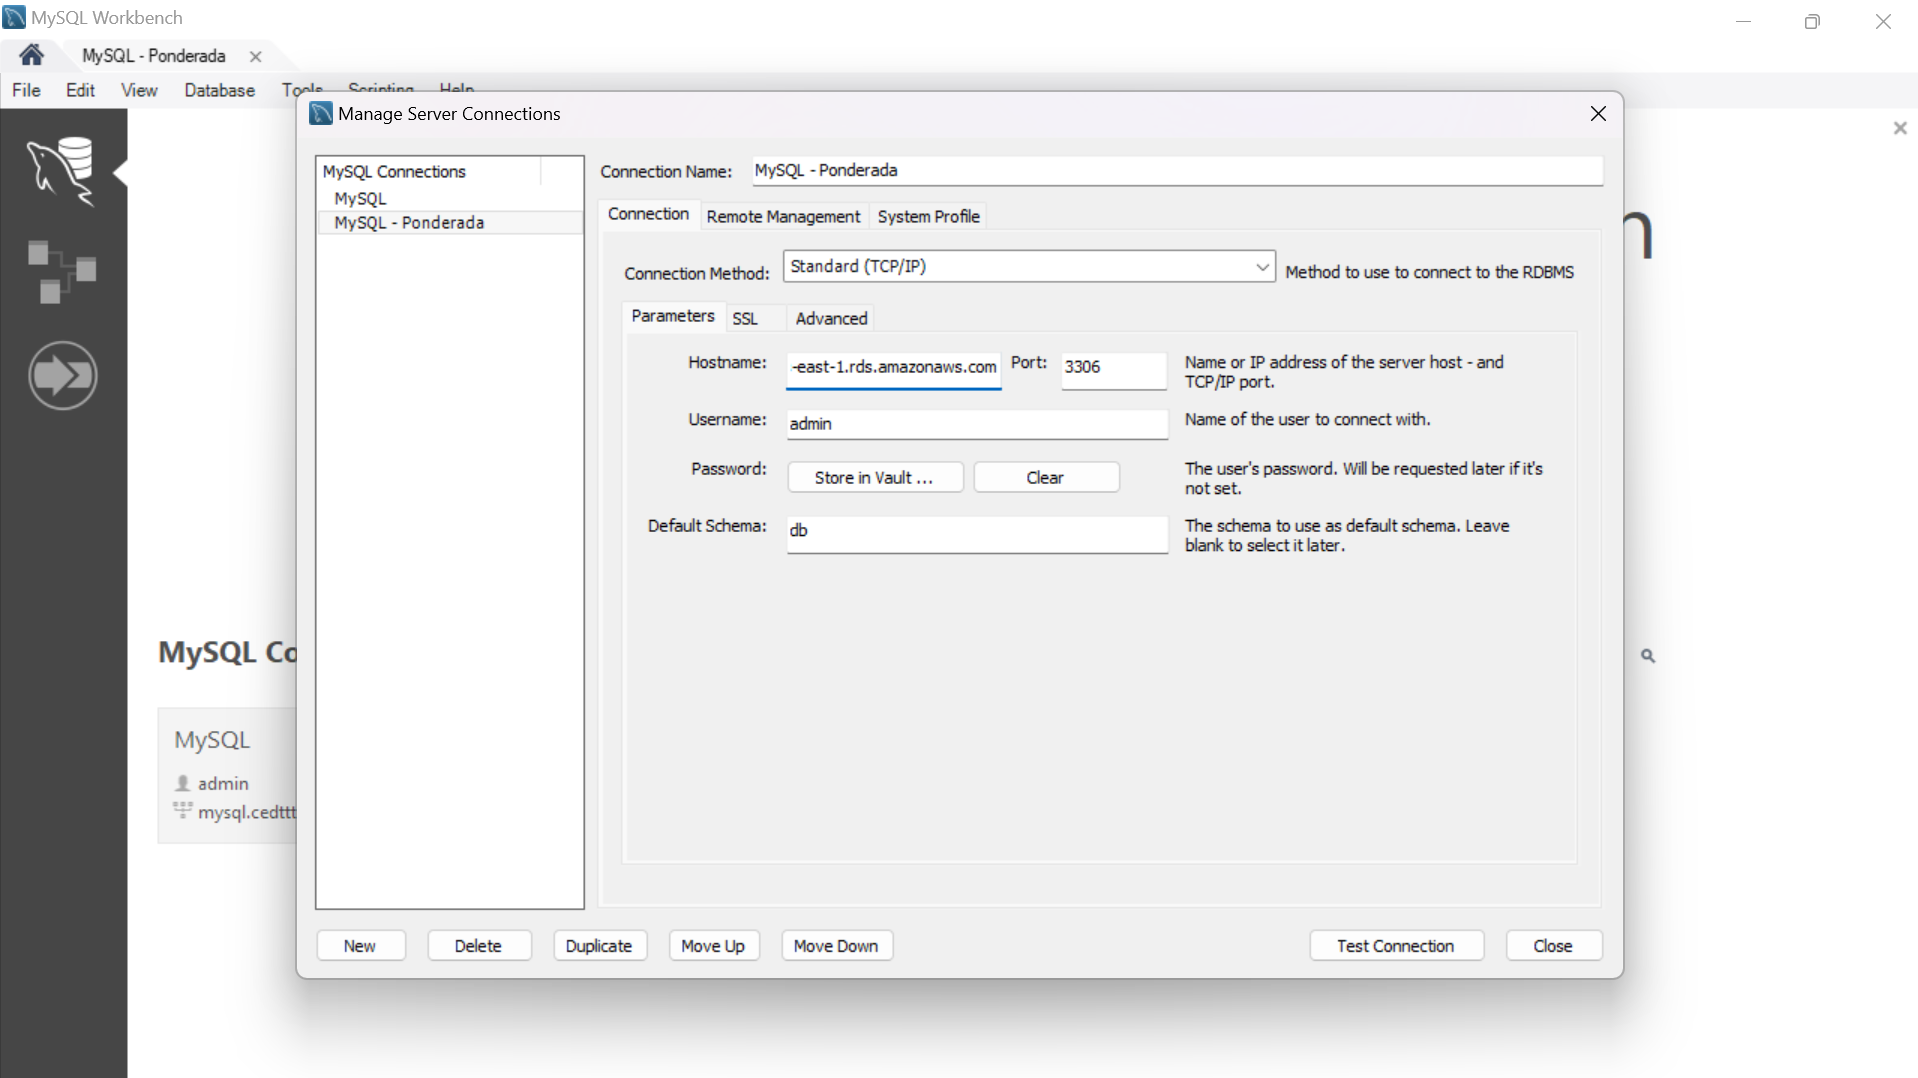 MySQL Workbench
MySQL - Ponderada
File Edit View Database Tools Scripting Help
Manage Server Connections
MySQL Connections
MySQL
MySQL - Ponderada
Connection Name: MySQL - Ponderada
Connection Remote Management System Profile
Connection Method: Standard (TCP/IP) Method to use to connect to the RDBMS
Parameters SSL Advanced
Hostname: -east-1.rds.amazonaws.com Port: 3306 Name or IP address of the server host - and
TCP/IP port.
Username: admin Name of the user to connect with.
Password: Store in Vault ... Clear The user's password. Will be requested later if it's
not set.
Default Schema: db The schema to use as default schema. Leave
blank to select it later.
n
MySQL Co
MySQL
admin
mysql.cedttt
New Delete Duplicate Move Up Move Down Test Connection Close